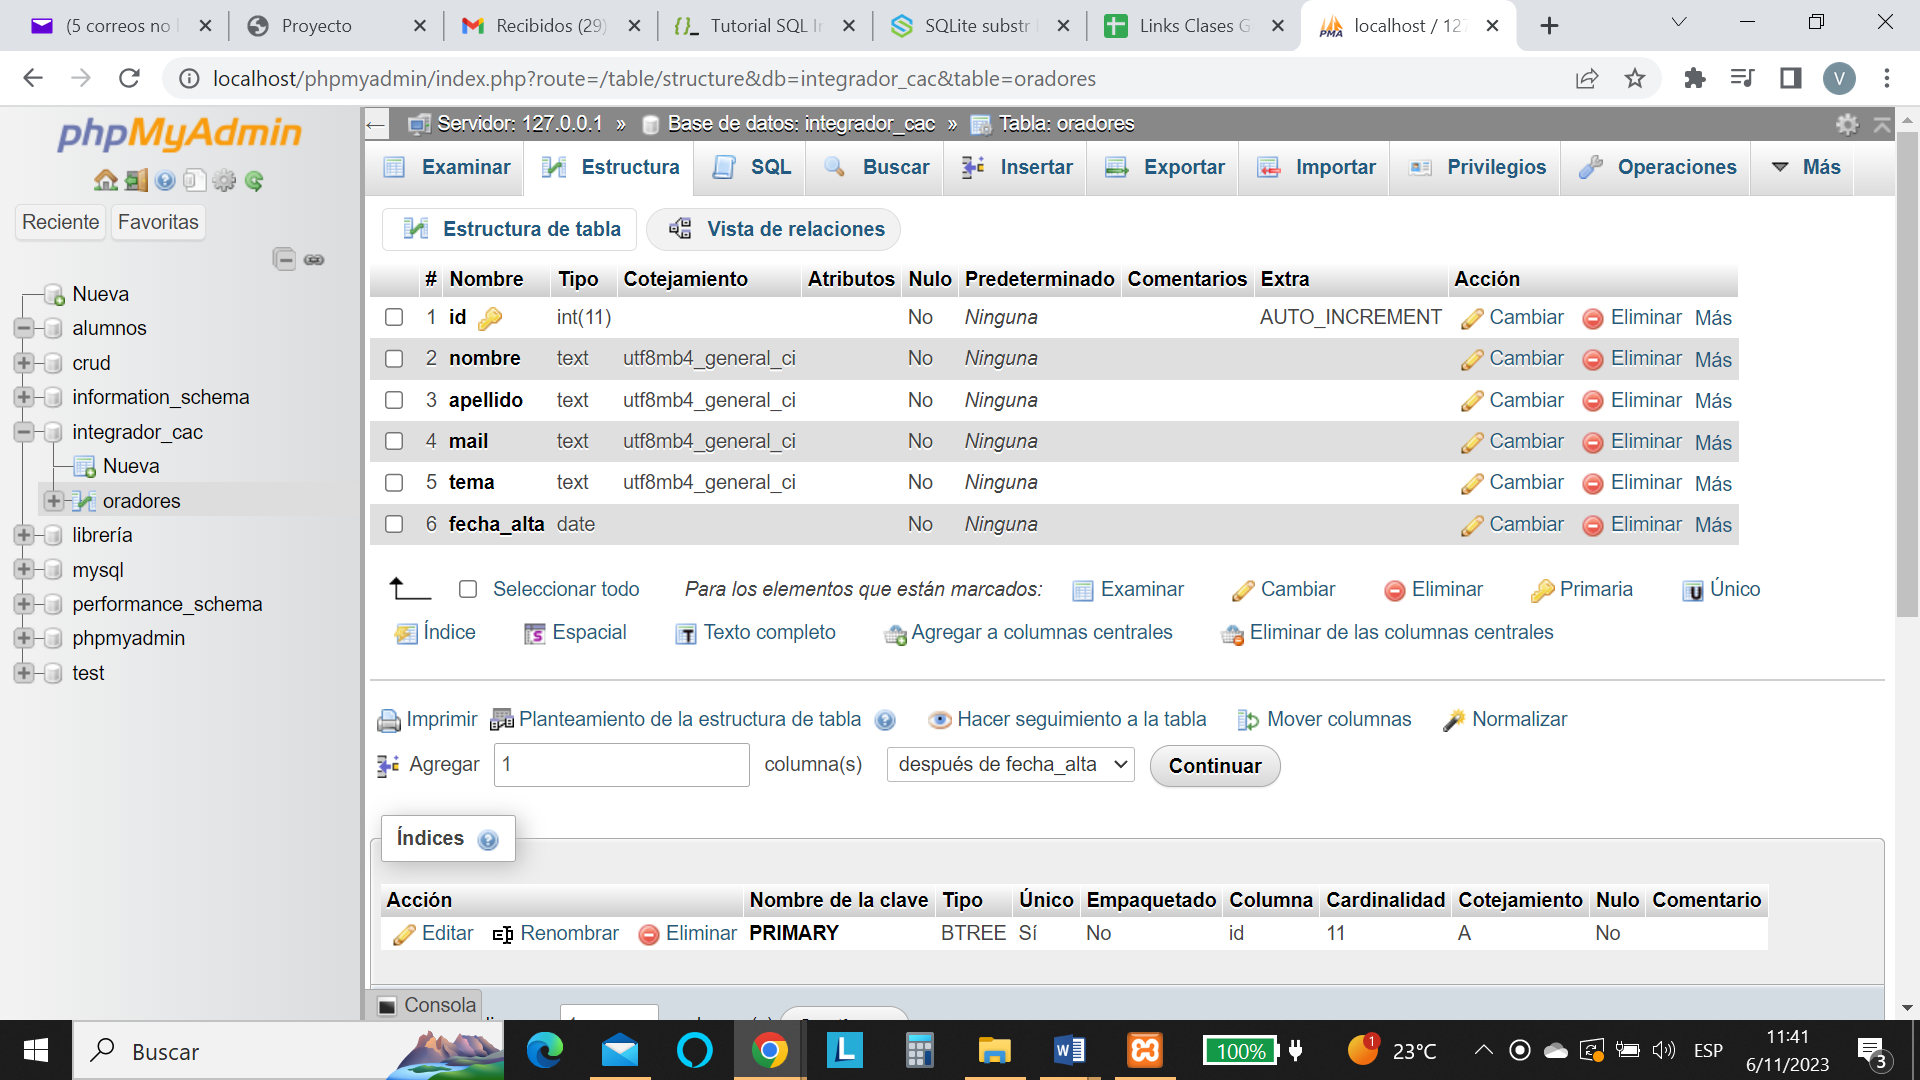 (5 correos no
Proyecto
Recibidos (29)
Tutorial SQL In
SQLite substr
Links Clases G
localhost / 127
localhost/phpmyadmin/index.php?route=/table/structure&db=integrador_cac&table=oradores
V
phpMyAdmin
Reciente
Favoritas
Nueva
alumnos
crud
information_schema
integrador_cac
Nueva
oradores
librería
mysql
performance_schema
phpmyadmin
test
Servidor: 127.0.0.1 » Base de datos: integrador_cac » Tabla: oradores
Examinar Estructura SQL Buscar Insertar Exportar Importar Privilegios Operaciones Más
Estructura de tabla Vista de relaciones
# Nombre Tipo Cotejamiento Atributos Nulo Predeterminado Comentarios Extra Acción
1 id int(11) No Ninguna AUTO_INCREMENT Cambiar Eliminar Más
2 nombre text utf8mb4_general_ci No Ninguna Cambiar Eliminar Más
3 apellido text utf8mb4_general_ci No Ninguna Cambiar Eliminar Más
4 mail text utf8mb4_general_ci No Ninguna Cambiar Eliminar Más
5 tema text utf8mb4_general_ci No Ninguna Cambiar Eliminar Más
6 fecha_alta date No Ninguna Cambiar Eliminar Más
Seleccionar todo Para los elementos que están marcados: Examinar Cambiar Eliminar Primaria Único
Índice Espacial Texto completo Agregar a columnas centrales Eliminar de las columnas centrales
Imprimir Planteamiento de la estructura de tabla Hacer seguimiento a la tabla Mover columnas Normalizar
Agregar 1 columna(s) después de fecha_alta Continuar
Índices
Acción Nombre de la clave Tipo Único Empaquetado Columna Cardinalidad Cotejamiento Nulo Comentario
Editar Renombrar Eliminar PRIMARY BTREE Sí No id 11 A No
Consola
Buscar
100%
1
23°C
ESP
11:41
6/11/2023
3